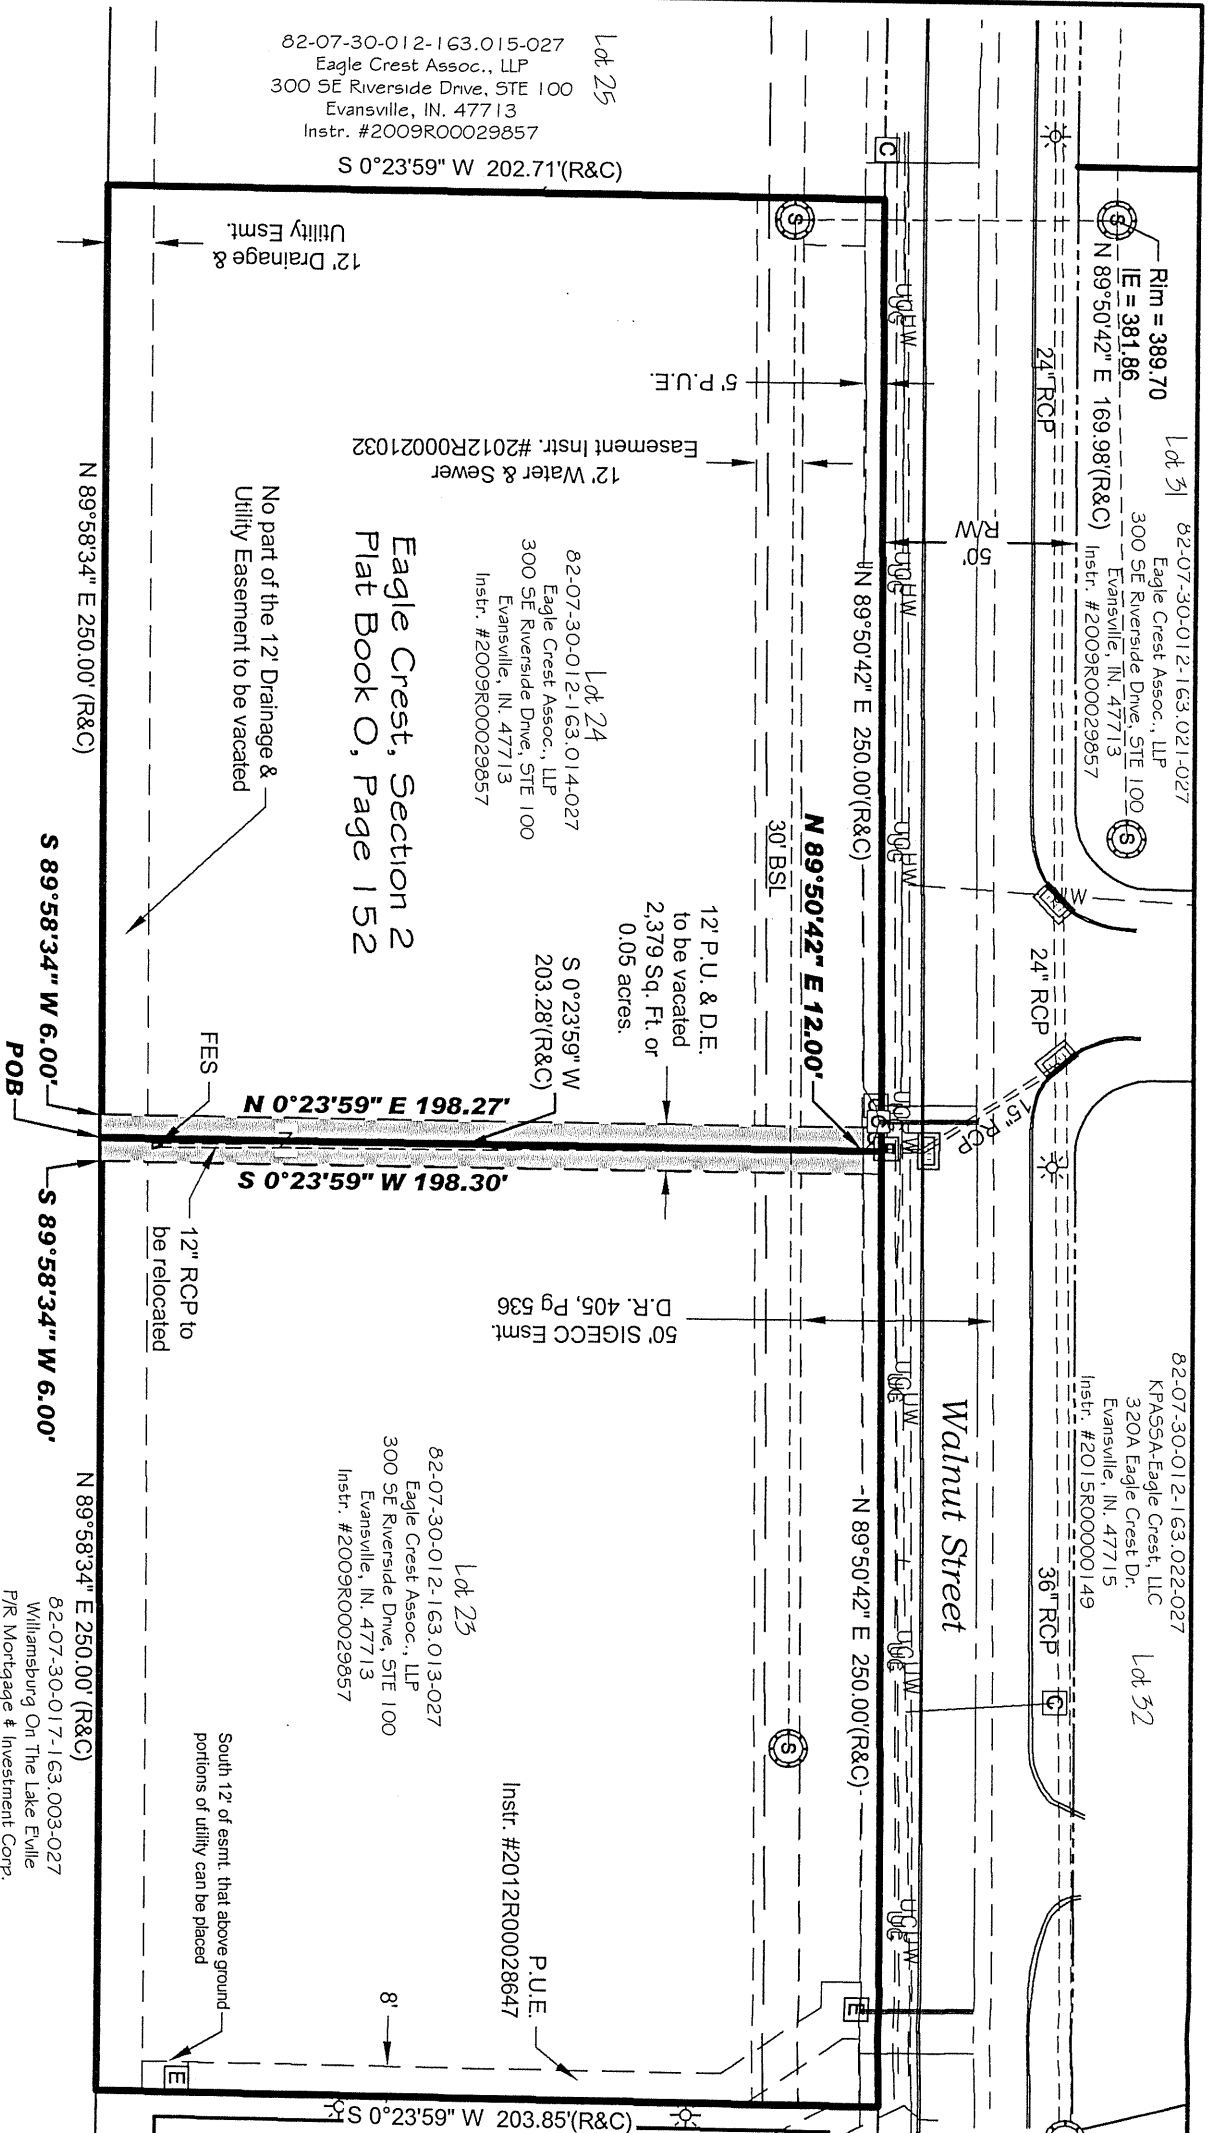 Lot 25
82-07-30-012-163.015-027
Eagle Crest Assoc., LLP
300 SE Riverside Drive, STE 100
Evansville, IN. 47713
Instr. #2009R00029857
S 0°23'59" W 202.71'(R&C)
C
S
S
Rim = 389.70
IE = 381.86
N 89°50'42" E 169.98'(R&C)
24" RCP
Lot 31
82-07-30-012-163.021-027
Eagle Crest Assoc., LLP
300 SE Riverside Drive, STE 100
Evansville, IN. 47713
Instr. #2009R00029857
S
W
24" RCP
15" RCP
50'
R/W
82-07-30-012-163.022-027
KPASSA-Eagle Crest, LLC
320A Eagle Crest Dr.
Evansville, IN. 47715
Instr. #2015R00000149
Lot 32
36" RCP
C
Walnut Street
12' Drainage &
Utility Esmt.
5' P.U.E.
12' Water & Sewer
Easement Instr. #2012R00021032
N 89°50'42" E 250.00'(R&C)
N 89°50'42" E 12.00'
30' BSL
Lot 24
82-07-30-012-163.014-027
Eagle Crest Assoc., LLP
300 SE Riverside Drive, STE 100
Evansville, IN. 47713
Instr. #2009R00029857
Eagle Crest, Section 2
Plat Book O, Page 152
No part of the 12' Drainage &
Utility Easement to be vacated
N 89°58'34" E 250.00' (R&C)
12' P.U. & D.E.
to be vacated
2,379 Sq. Ft. or
0.05 acres.
S 0°23'59" W
203.28'(R&C)
FES
N 0°23'59" E 198.27'
S 0°23'59" W 198.30'
S 89°58'34" W 6.00'
POB
S 89°58'34" W 6.00'
12" RCP to
be relocated
50' SIGECC Esmt.
D.R. 405, Pg 536
N 89°50'42" E 250.00'(R&C)
Lot 23
82-07-30-012-163.013-027
Eagle Crest Assoc., LLP
300 SE Riverside Drive, STE 100
Evansville, IN. 47713
Instr. #2009R00029857
S
P.U.E.
Instr. #2012R00028647
South 12' of esmt. that above ground
portions of utility can be placed
8'
E
E
N 89°58'34" E 250.00' (R&C)
82-07-30-017-163.003-027
Williamsburg On The Lake E'ville
P/R Mortgage & Investment Corp.
S 0°23'59" W 203.85'(R&C)